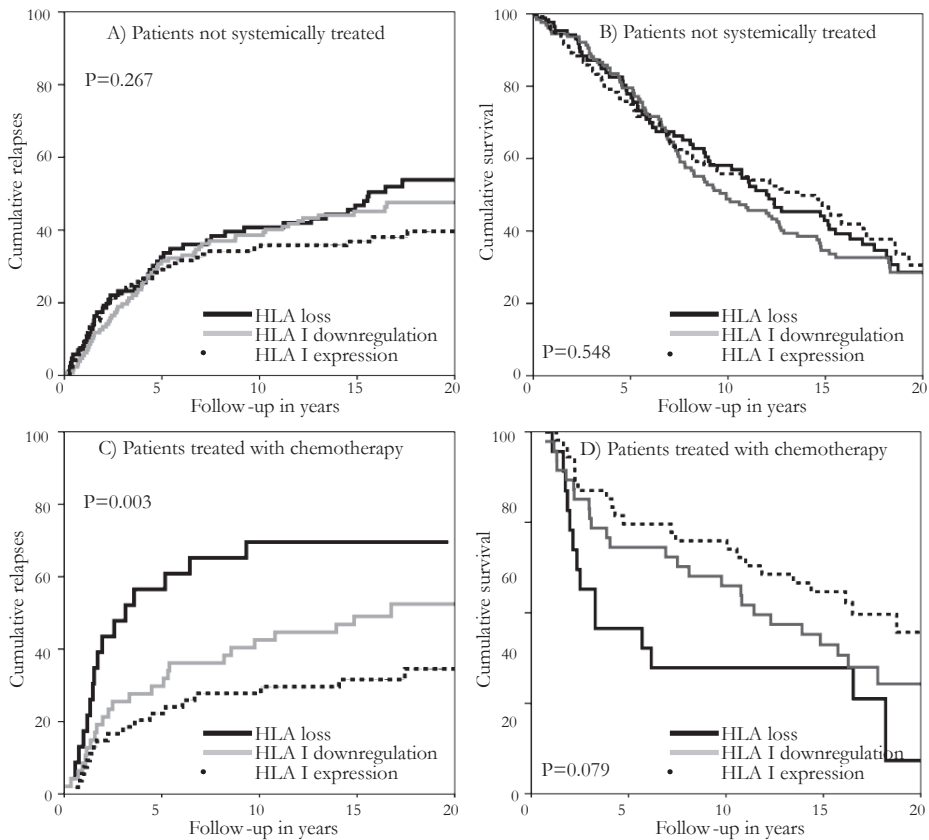 A) Patients not systemically treated
P=0.267
Cumulative relapses
100
80
60
40
20
0
HLA loss
HLA I downregulation
HLA I expression
0 5 10 15 20
Follow-up in years
B) Patients not systemically treated
Cumulative survival
100
80
60
40
20
0
HLA loss
HLA I downregulation
HLA I expression
P=0.548
0 5 10 15 20
Follow-up in years
C) Patients treated with chemotherapy
P=0.003
Cumulative relapses
100
80
60
40
20
0
HLA loss
HLA I downregulation
HLA I expression
0 5 10 15 20
Follow-up in years
D) Patients treated with chemotherapy
Cumulative survival
100
80
60
40
20
0
HLA loss
HLA I downregulation
HLA I expression
P=0.079
0 5 10 15 20
Follow-up in years